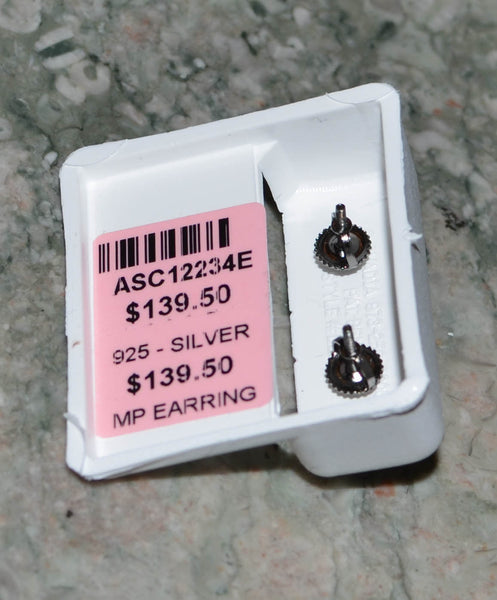 ASC12234E
$139.50
925 - SILVER
$139.50
MP EARRING